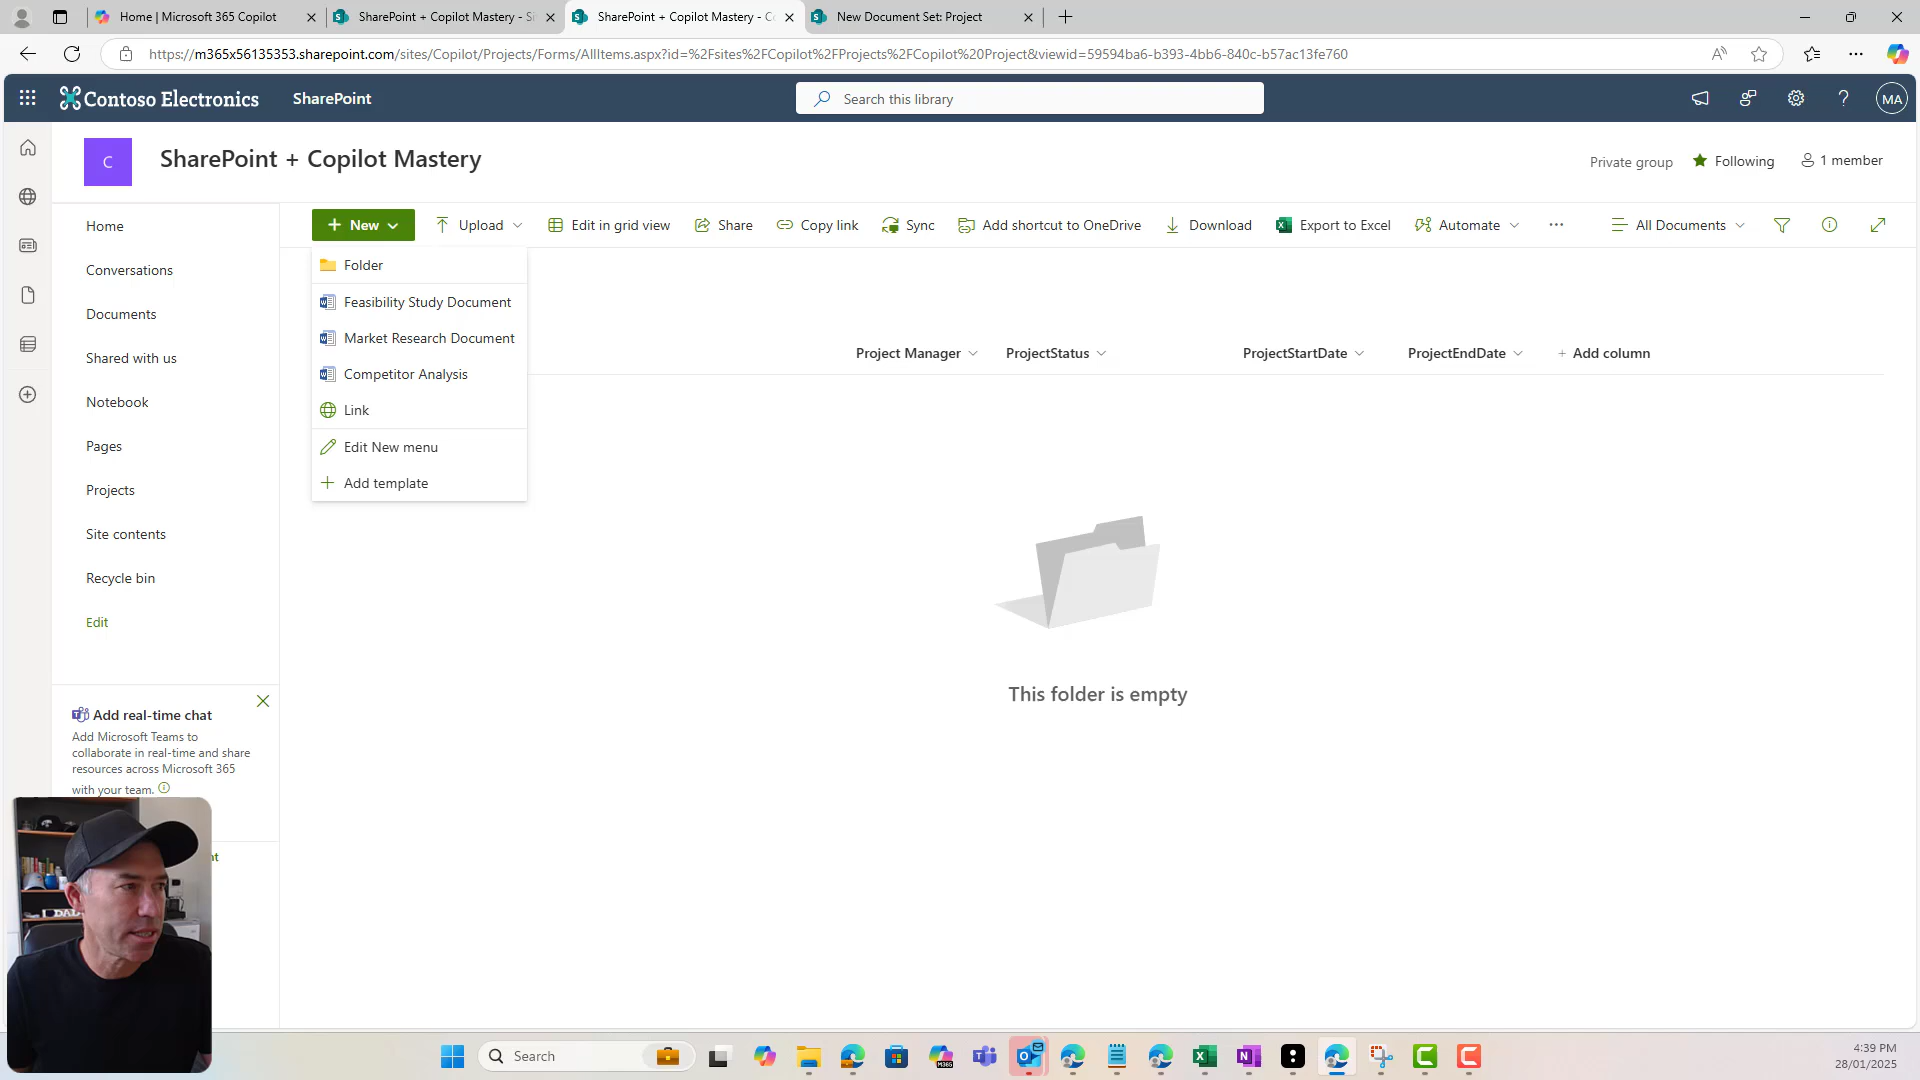 Home | Microsoft 365 Copilot
SharePoint + Copilot Mastery - Si
SharePoint + Copilot Mastery - Co
New Document Set: Project
https://m365x56135353.sharepoint.com/sites/Copilot/Projects/Forms/AllItems.aspx?id=%2Fsites%2FCopilot%2FProjects%2FCopilot%20Project&viewid=59594ba6-b393-4bb6-840c-b57ac13fe760
Contoso Electronics
SharePoint
Search this library
MA
C
SharePoint + Copilot Mastery
Private group
Following
1 member
Home
Conversations
Documents
Shared with us
Notebook
Pages
Projects
Site contents
Recycle bin
Edit
New
Upload
Edit in grid view
Share
Copy link
Sync
Add shortcut to OneDrive
Download
Export to Excel
Automate
All Documents
Folder
Feasibility Study Document
Market Research Document
Competitor Analysis
Link
Edit New menu
Add template
Project Manager
ProjectStatus
ProjectStartDate
ProjectEndDate
Add column
This folder is empty
Add real-time chat
Add Microsoft Teams to
collaborate in real-time and share
resources across Microsoft 365
with your team.
Search
4:39 PM
28/01/2025